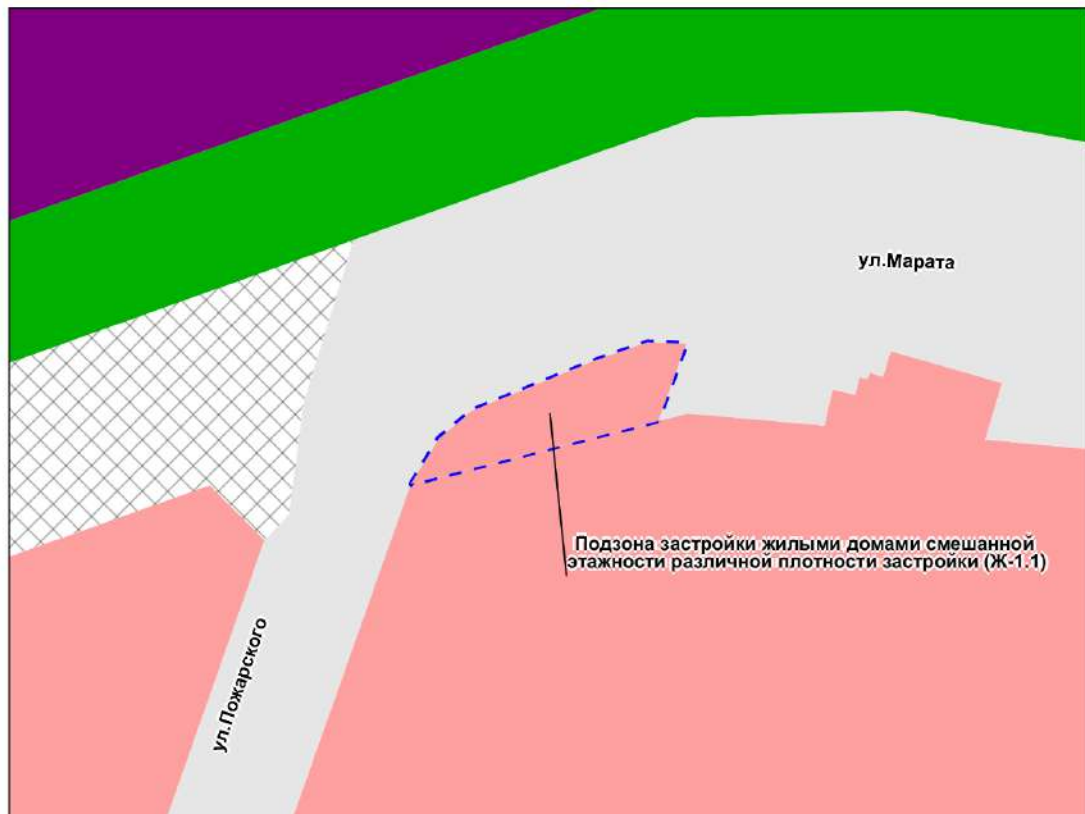 ул.Марата
Подзона застройки жилыми домами смешанной
этажности различной плотности застройки (Ж-1.1)
ул.Пожарского